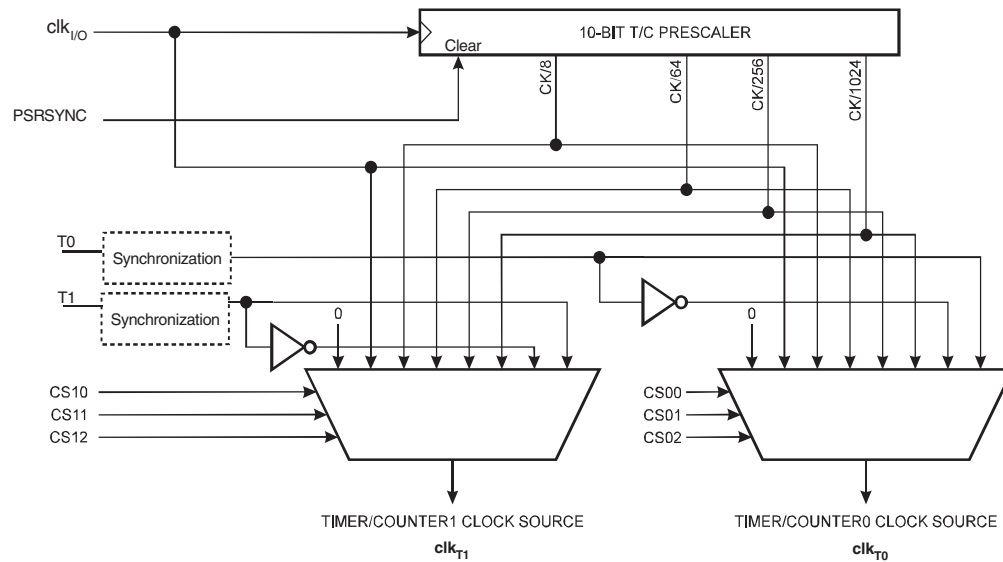 clkI/O
10-BIT T/C PRESCALER
Clear
PSRSYNC
CK/8
CK/64
CK/256
CK/1024
T0
Synchronization
T1
Synchronization
0
0
CS10
CS11
CS12
CS00
CS01
CS02
TIMER/COUNTER1 CLOCK SOURCE
clkT1
TIMER/COUNTER0 CLOCK SOURCE
clkT0